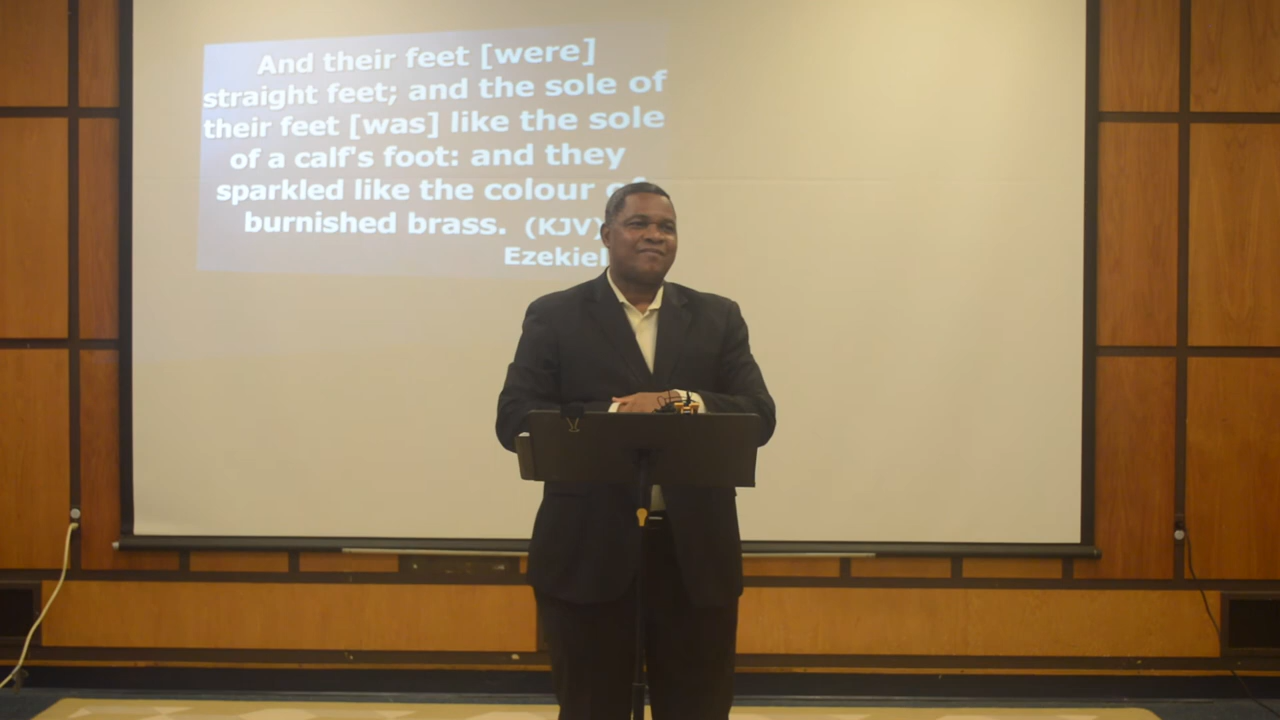 And their feet [were]
straight feet; and the sole of
their feet [was] like the sole
of a calf's foot: and they
sparkled like the colour of
burnished brass. (KJV)
Ezekiel